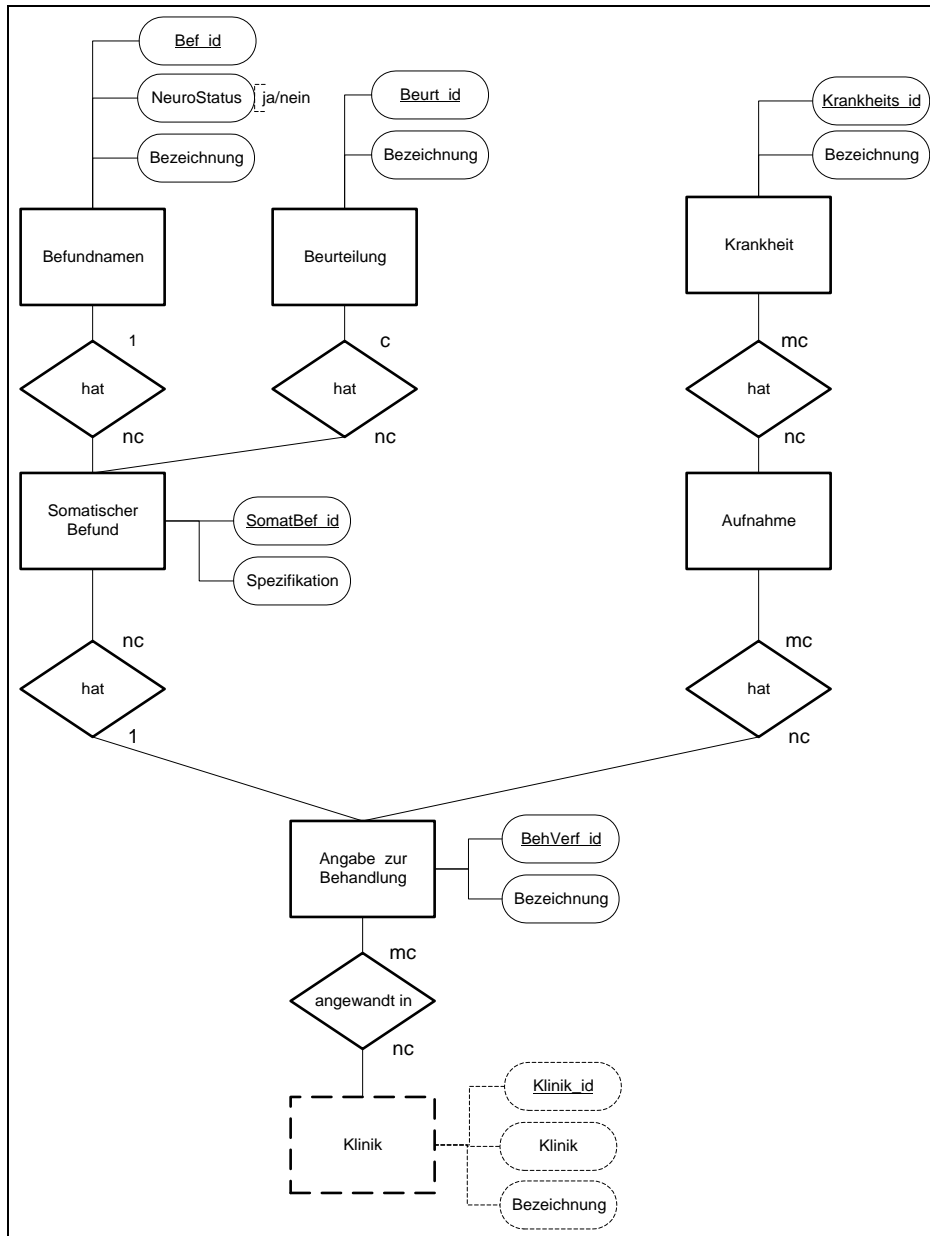 Bef_id
NeuroStatus ja/nein
Bezeichnung
Beurt_id
Bezeichnung
Krankheits_id
Bezeichnung
Befundnamen
Beurteilung
Krankheit
1
c
mc
hat
hat
hat
nc
nc
nc
Somatischer
Befund
SomatBef_id
Spezifikation
Aufnahme
nc
mc
hat
hat
1
nc
Angabe zur
Behandlung
BehVerf_id
Bezeichnung
mc
angewandt in
nc
Klinik
Klinik_id
Klinik
Bezeichnung